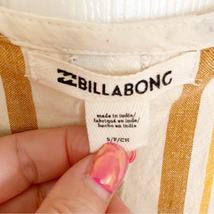 BILLABONG
made in india/
fabriqué en inde/
hecho en india
S/P/CH